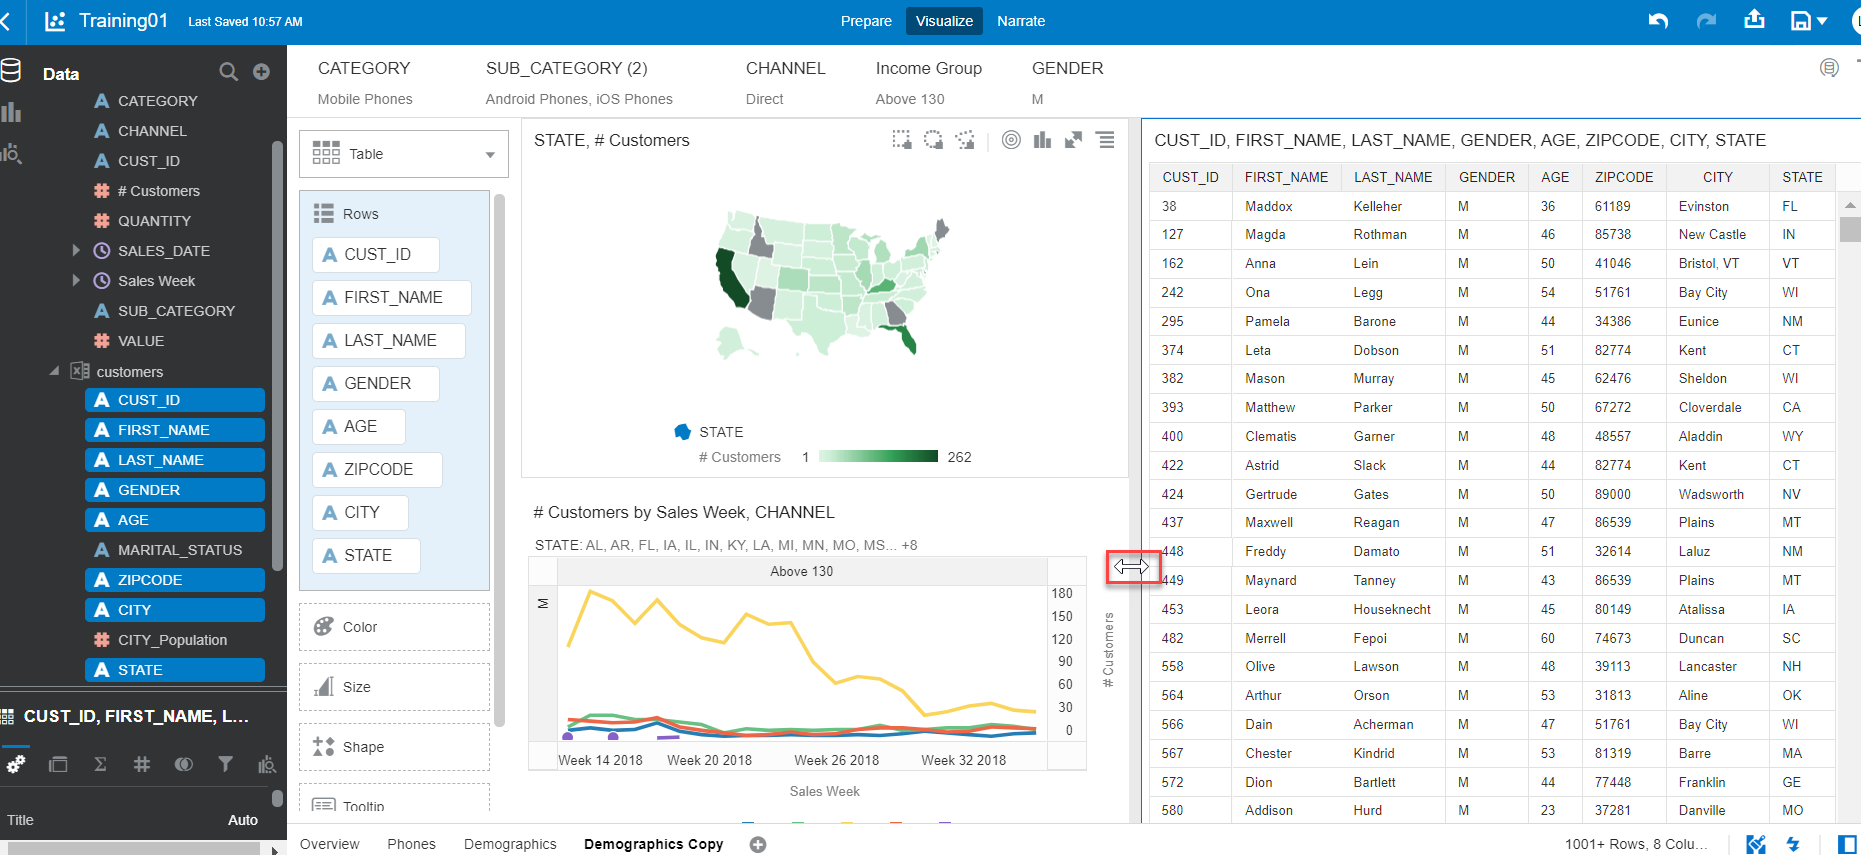 Training01
Last Saved 10:57 AM
Prepare
Visualize
Narrate
Data
CATEGORY
CHANNEL
CUST_ID
# Customers
QUANTITY
SALES_DATE
Sales Week
SUB_CATEGORY
VALUE
customers
CUST_ID
FIRST_NAME
LAST_NAME
GENDER
AGE
MARITAL_STATUS
ZIPCODE
CITY
CITY_Population
STATE
CUST_ID, FIRST_NAME, L...
Title
Auto
CATEGORY
Mobile Phones
SUB_CATEGORY (2)
Android Phones, iOS Phones
CHANNEL
Direct
Income Group
Above 130
GENDER
M
Table
Rows
CUST_ID
FIRST_NAME
LAST_NAME
GENDER
AGE
ZIPCODE
CITY
STATE
Color
Size
Shape
Tooltip
STATE, # Customers
STATE
# Customers 1 262
# Customers by Sales Week, CHANNEL
STATE: AL, AR, FL, IA, IL, IN, KY, LA, MI, MN, MO, MS... +8
Above 130
M
180
150
120
90
60
30
0
# Customers
Week 14 2018 Week 20 2018 Week 26 2018 Week 32 2018
Sales Week
CUST_ID, FIRST_NAME, LAST_NAME, GENDER, AGE, ZIPCODE, CITY, STATE
CUST_ID FIRST_NAME LAST_NAME GENDER AGE ZIPCODE CITY STATE
38 Maddox Kelleher M 36 61189 Evinston FL
127 Magda Rothman M 46 85738 New Castle IN
162 Anna Lein M 50 41046 Bristol, VT VT
242 Ona Legg M 54 51761 Bay City WI
295 Pamela Barone M 44 34386 Eunice NM
374 Leta Dobson M 51 82774 Kent CT
382 Mason Murray M 45 62476 Sheldon WI
393 Matthew Parker M 50 67272 Cloverdale CA
400 Clematis Garner M 48 48557 Aladdin WY
422 Astrid Slack M 44 82774 Kent CT
424 Gertrude Gates M 50 89000 Wadsworth NV
437 Maxwell Reagan M 47 86539 Plains MT
448 Freddy Damato M 51 32614 Laluz NM
449 Maynard Tanney M 43 86539 Plains MT
453 Leora Houseknecht M 45 80149 Atalissa IA
482 Merrell Fepoi M 60 74673 Duncan SC
558 Olive Lawson M 48 39113 Lancaster NH
564 Arthur Orson M 53 31813 Aline OK
566 Dain Acherman M 47 51761 Bay City WI
567 Chester Kindrid M 53 81319 Barre MA
572 Dion Bartlett M 44 77448 Franklin GE
580 Addison Hurd M 23 37281 Danville MO
Overview
Phones
Demographics
Demographics Copy
1001+ Rows, 8 Colu...